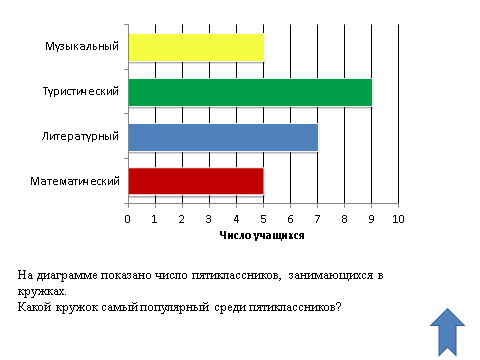 Музыкальный
Туристический
Литературный
Математический
0 1 2 3 4 5 6 7 8 9 10
Число учащихся
На диаграмме показано число пятиклассников, занимающихся в
кружках.
Какой кружок самый популярный среди пятиклассников?